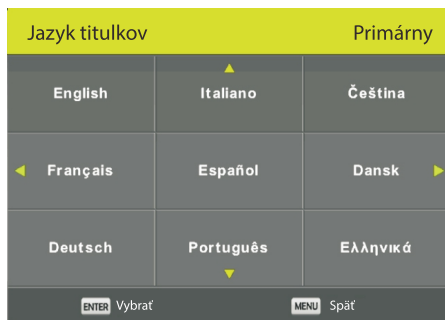 Jazyk titulkov Primárny
English Italiano Čeština
Français Español Dansk
Deutsch Português Ελληνικά
ENTER Vybrať MENU Späť